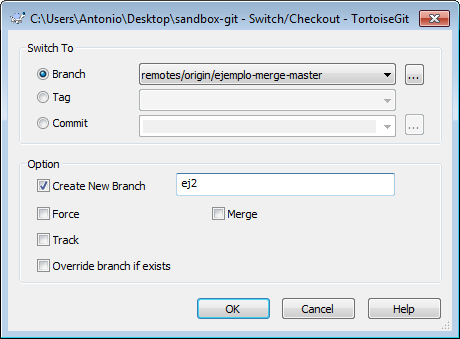 C:\Users\Antonio\Desktop\sandbox-git - Switch/Checkout - TortoiseGit
Switch To
Branch remotes/origin/ejemplo-merge-master ...
Tag
Commit ...
Option
Create New Branch ej2
Force Merge
Track
Override branch if exists
OK Cancel Help